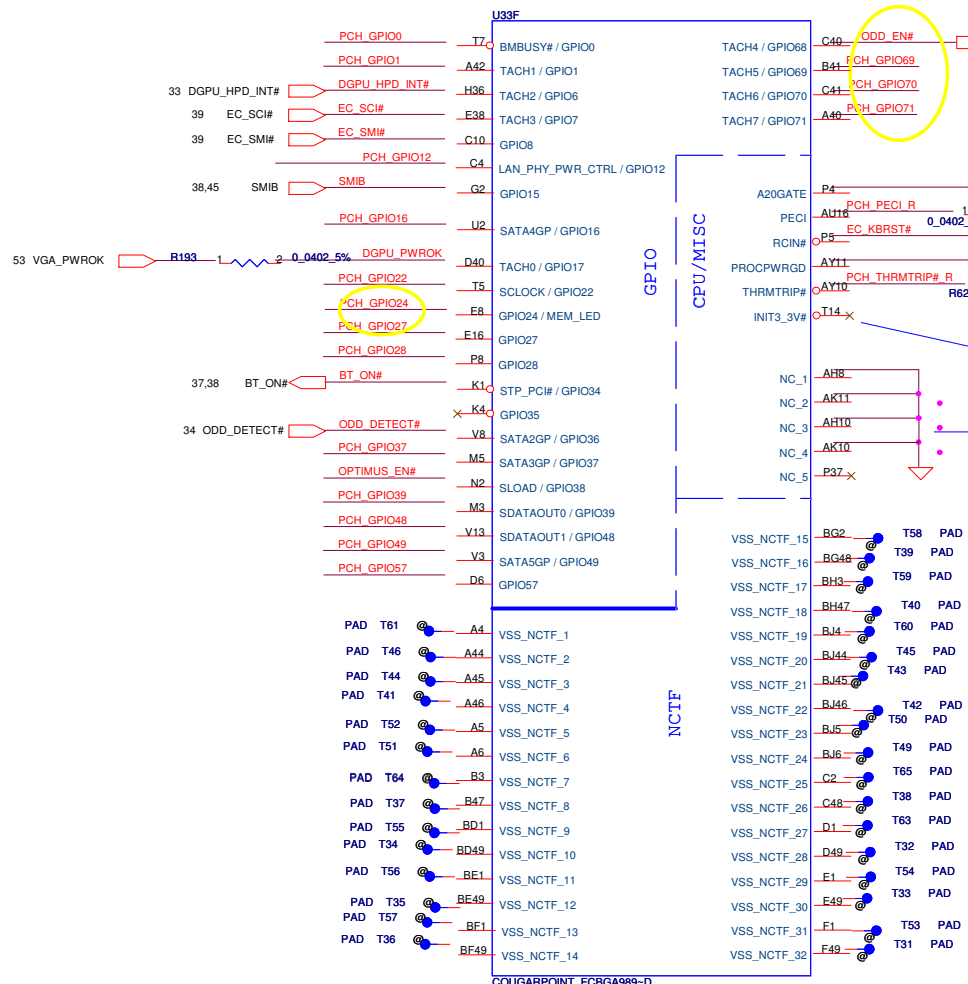 U33F
PCH_GPIO0 T7 BMBUSY# / GPIO0 TACH4 / GPIO68 C40 ODD_EN#
PCH_GPIO1 A42 TACH1 / GPIO1 TACH5 / GPIO69 B41 PCH_GPIO69
33 DGPU_HPD_INT# DGPU_HPD_INT# H36 TACH2 / GPIO6 TACH6 / GPIO70 C41 PCH_GPIO70
39 EC_SCI# EC_SCI# E38 TACH3 / GPIO7 TACH7 / GPIO71 A40 PCH_GPIO71
39 EC_SMI# EC_SMI# C10 GPIO8
PCH_GPIO12 C4 LAN_PHY_PWR_CTRL / GPIO12
38,45 SMIB SMIB G2 GPIO15 A20GATE P4
PECI AU16 PCH_PECI_R 1
0_0402_
PCH_GPIO16 U2 SATA4GP / GPIO16 RCIN# P5 EC_KBRST#
53 VGA_PWROK R193 1 2 0_0402_5% DGPU_PWROK D40 TACH0 / GPIO17 PROCPWRGD AY11
PCH_GPIO22 T5 SCLOCK / GPIO22 THRMTRIP# AY10 PCH_THRMTRIP#_R
R62
PCH_GPIO24 E8 GPIO24 / MEM_LED INIT3_3V# T14
PCH_GPIO27 E16 GPIO27
PCH_GPIO28 P8 GPIO28
37,38 BT_ON# BT_ON# K1 STP_PCI# / GPIO34 NC_1 AH8
K4 GPIO35 NC_2 AK11
34 ODD_DETECT# ODD_DETECT# V8 SATA2GP / GPIO36 NC_3 AH10
PCH_GPIO37 M5 SATA3GP / GPIO37 NC_4 AK10
OPTIMUS_EN# N2 SLOAD / GPIO38 NC_5 P37
PCH_GPIO39 M3 SDATAOUT0 / GPIO39
PCH_GPIO48 V13 SDATAOUT1 / GPIO48
PCH_GPIO49 V3 SATA5GP / GPIO49
PCH_GPIO57 D6 GPIO57
GPIO
CPU/MISC
NCTF
VSS_NCTF_15 BG2 @ T58 PAD
VSS_NCTF_16 BG48 @ T39 PAD
VSS_NCTF_17 BH3 @ T59 PAD
VSS_NCTF_18 BH47 @ T40 PAD
PAD T61 @ A4 VSS_NCTF_1 VSS_NCTF_19 BJ4 @ T60 PAD
PAD T46 @ A44 VSS_NCTF_2 VSS_NCTF_20 BJ44 @ T45 PAD
PAD T44 @ A45 VSS_NCTF_3 VSS_NCTF_21 BJ45 @ T43 PAD
PAD T41 @ A46 VSS_NCTF_4 VSS_NCTF_22 BJ46 @ T42 PAD
PAD T52 @ A5 VSS_NCTF_5 VSS_NCTF_23 BJ5 @ T50 PAD
PAD T51 @ A6 VSS_NCTF_6 VSS_NCTF_24 BJ6 @ T49 PAD
PAD T64 @ B3 VSS_NCTF_7 VSS_NCTF_25 C2 @ T65 PAD
PAD T37 @ B47 VSS_NCTF_8 VSS_NCTF_26 C48 @ T38 PAD
PAD T55 @ BD1 VSS_NCTF_9 VSS_NCTF_27 D1 @ T63 PAD
PAD T34 @ BD49 VSS_NCTF_10 VSS_NCTF_28 D49 @ T32 PAD
PAD T56 @ BE1 VSS_NCTF_11 VSS_NCTF_29 E1 @ T54 PAD
PAD T35 @ BE49 VSS_NCTF_12 VSS_NCTF_30 E49 @ T33 PAD
PAD T57 @ BF1 VSS_NCTF_13 VSS_NCTF_31 F1 T53 PAD
PAD T36 @ BF49 VSS_NCTF_14 VSS_NCTF_32 F49 @ T31 PAD
COUGARPOINT_FCBGA989~D